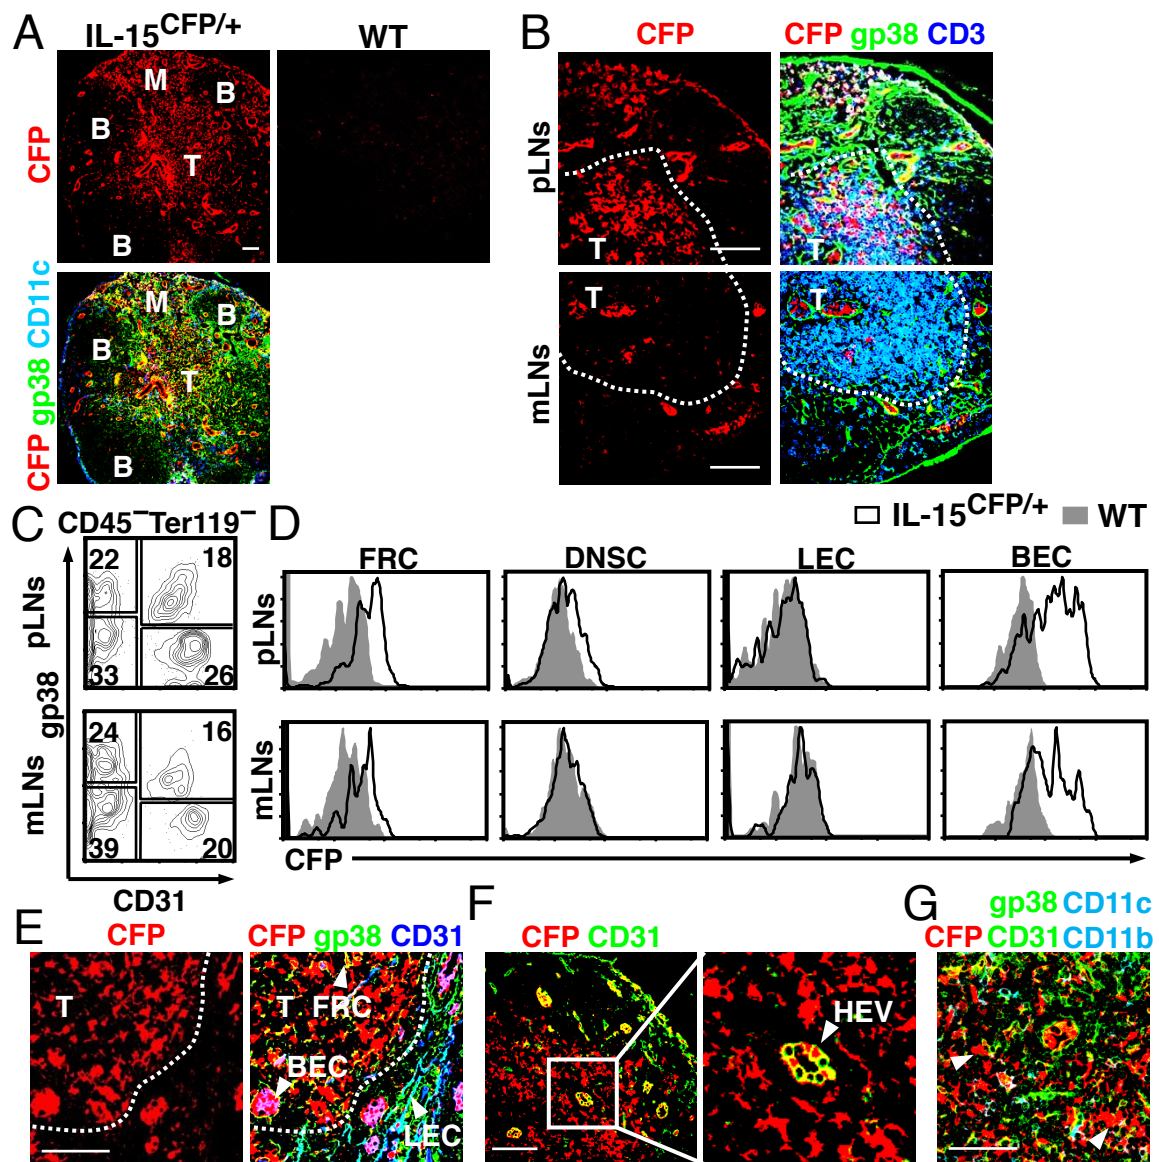 A
IL-15CFP/+
WT
CFP
M
B
B
T
B
CFP gp38 CD11c
M
B
B
T
B
B
CFP
CFP gp38 CD3
pLNs
T
T
mLNs
T
T
C
CD45−Ter119−
pLNs
22
18
33
26
mLNs
24
16
39
20
gp38
CD31
D
IL-15CFP/+
WT
FRC
DNSC
LEC
BEC
pLNs
mLNs
CFP
E
CFP
CFP gp38 CD31
T
T
FRC
BEC
LEC
F
CFP CD31
HEV
G
gp38 CD11c
CFP CD31 CD11b